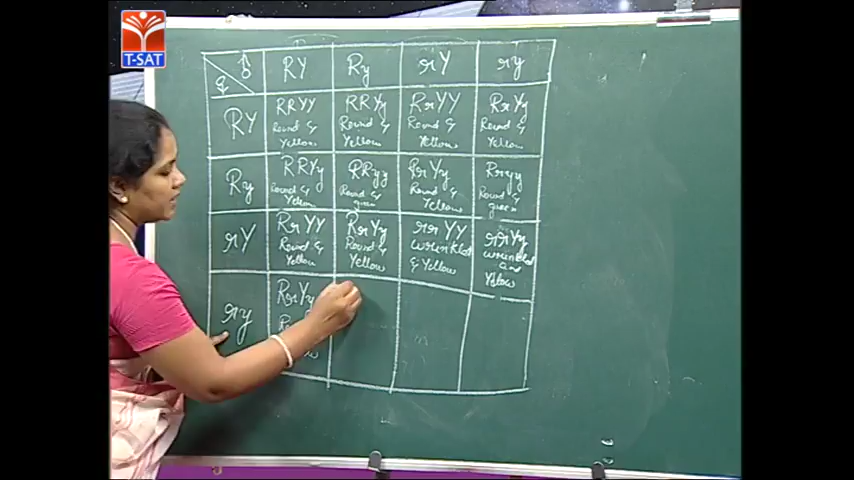 T-SAT
♀ ♂ RY Ry rY ry
RY RRYY RRYy RrYY RrYy
Round & Round & Round & Round &
Yellow Yellow Yellow Yellow
Ry RRYy RRyy RrYy Rryy
Round & Round & Round & Round &
Yellow green Yellow green
rY RrYY RrYy rrYY rrYy
Round & Round & wrinkled wrinkled
Yellow Yellow & Yellow and
Yellow
ry RrYy